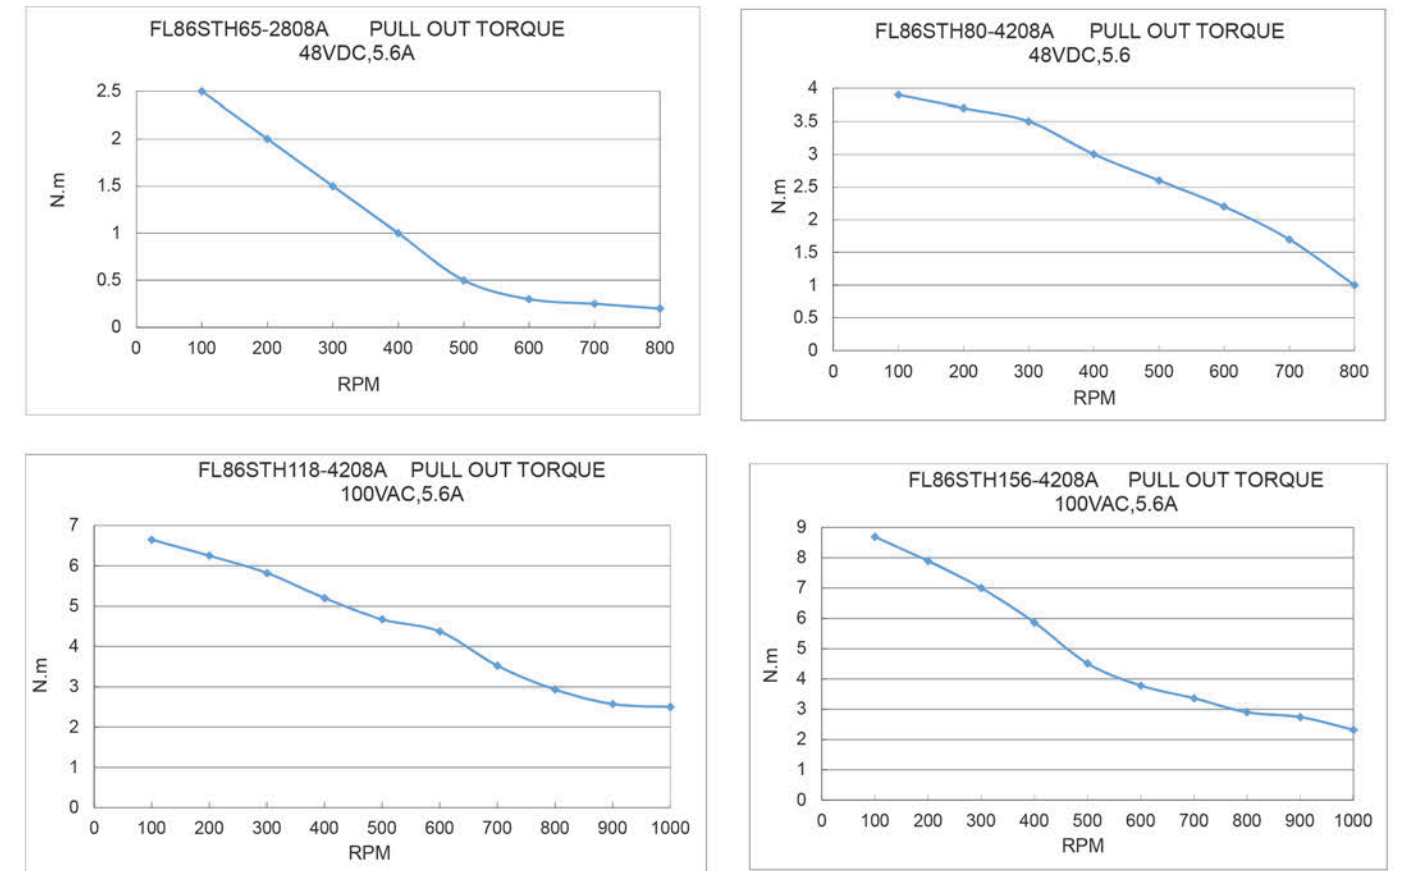 FL86STH65-2808A PULL OUT TORQUE
48VDC,5.6A
2.5
2
1.5
1
0.5
0
N.m
0 100 200 300 400 500 600 700 800
RPM
FL86STH80-4208A PULL OUT TORQUE
48VDC,5.6
4
3.5
3
2.5
2
1.5
1
0.5
0
N.m
0 100 200 300 400 500 600 700 800
RPM
FL86STH118-4208A PULL OUT TORQUE
100VAC,5.6A
7
6
5
4
3
2
1
0
N.m
0 100 200 300 400 500 600 700 800 900 1000
RPM
FL86STH156-4208A PULL OUT TORQUE
100VAC,5.6A
9
8
7
6
5
4
3
2
1
0
N.m
0 100 200 300 400 500 600 700 800 900 1000
RPM